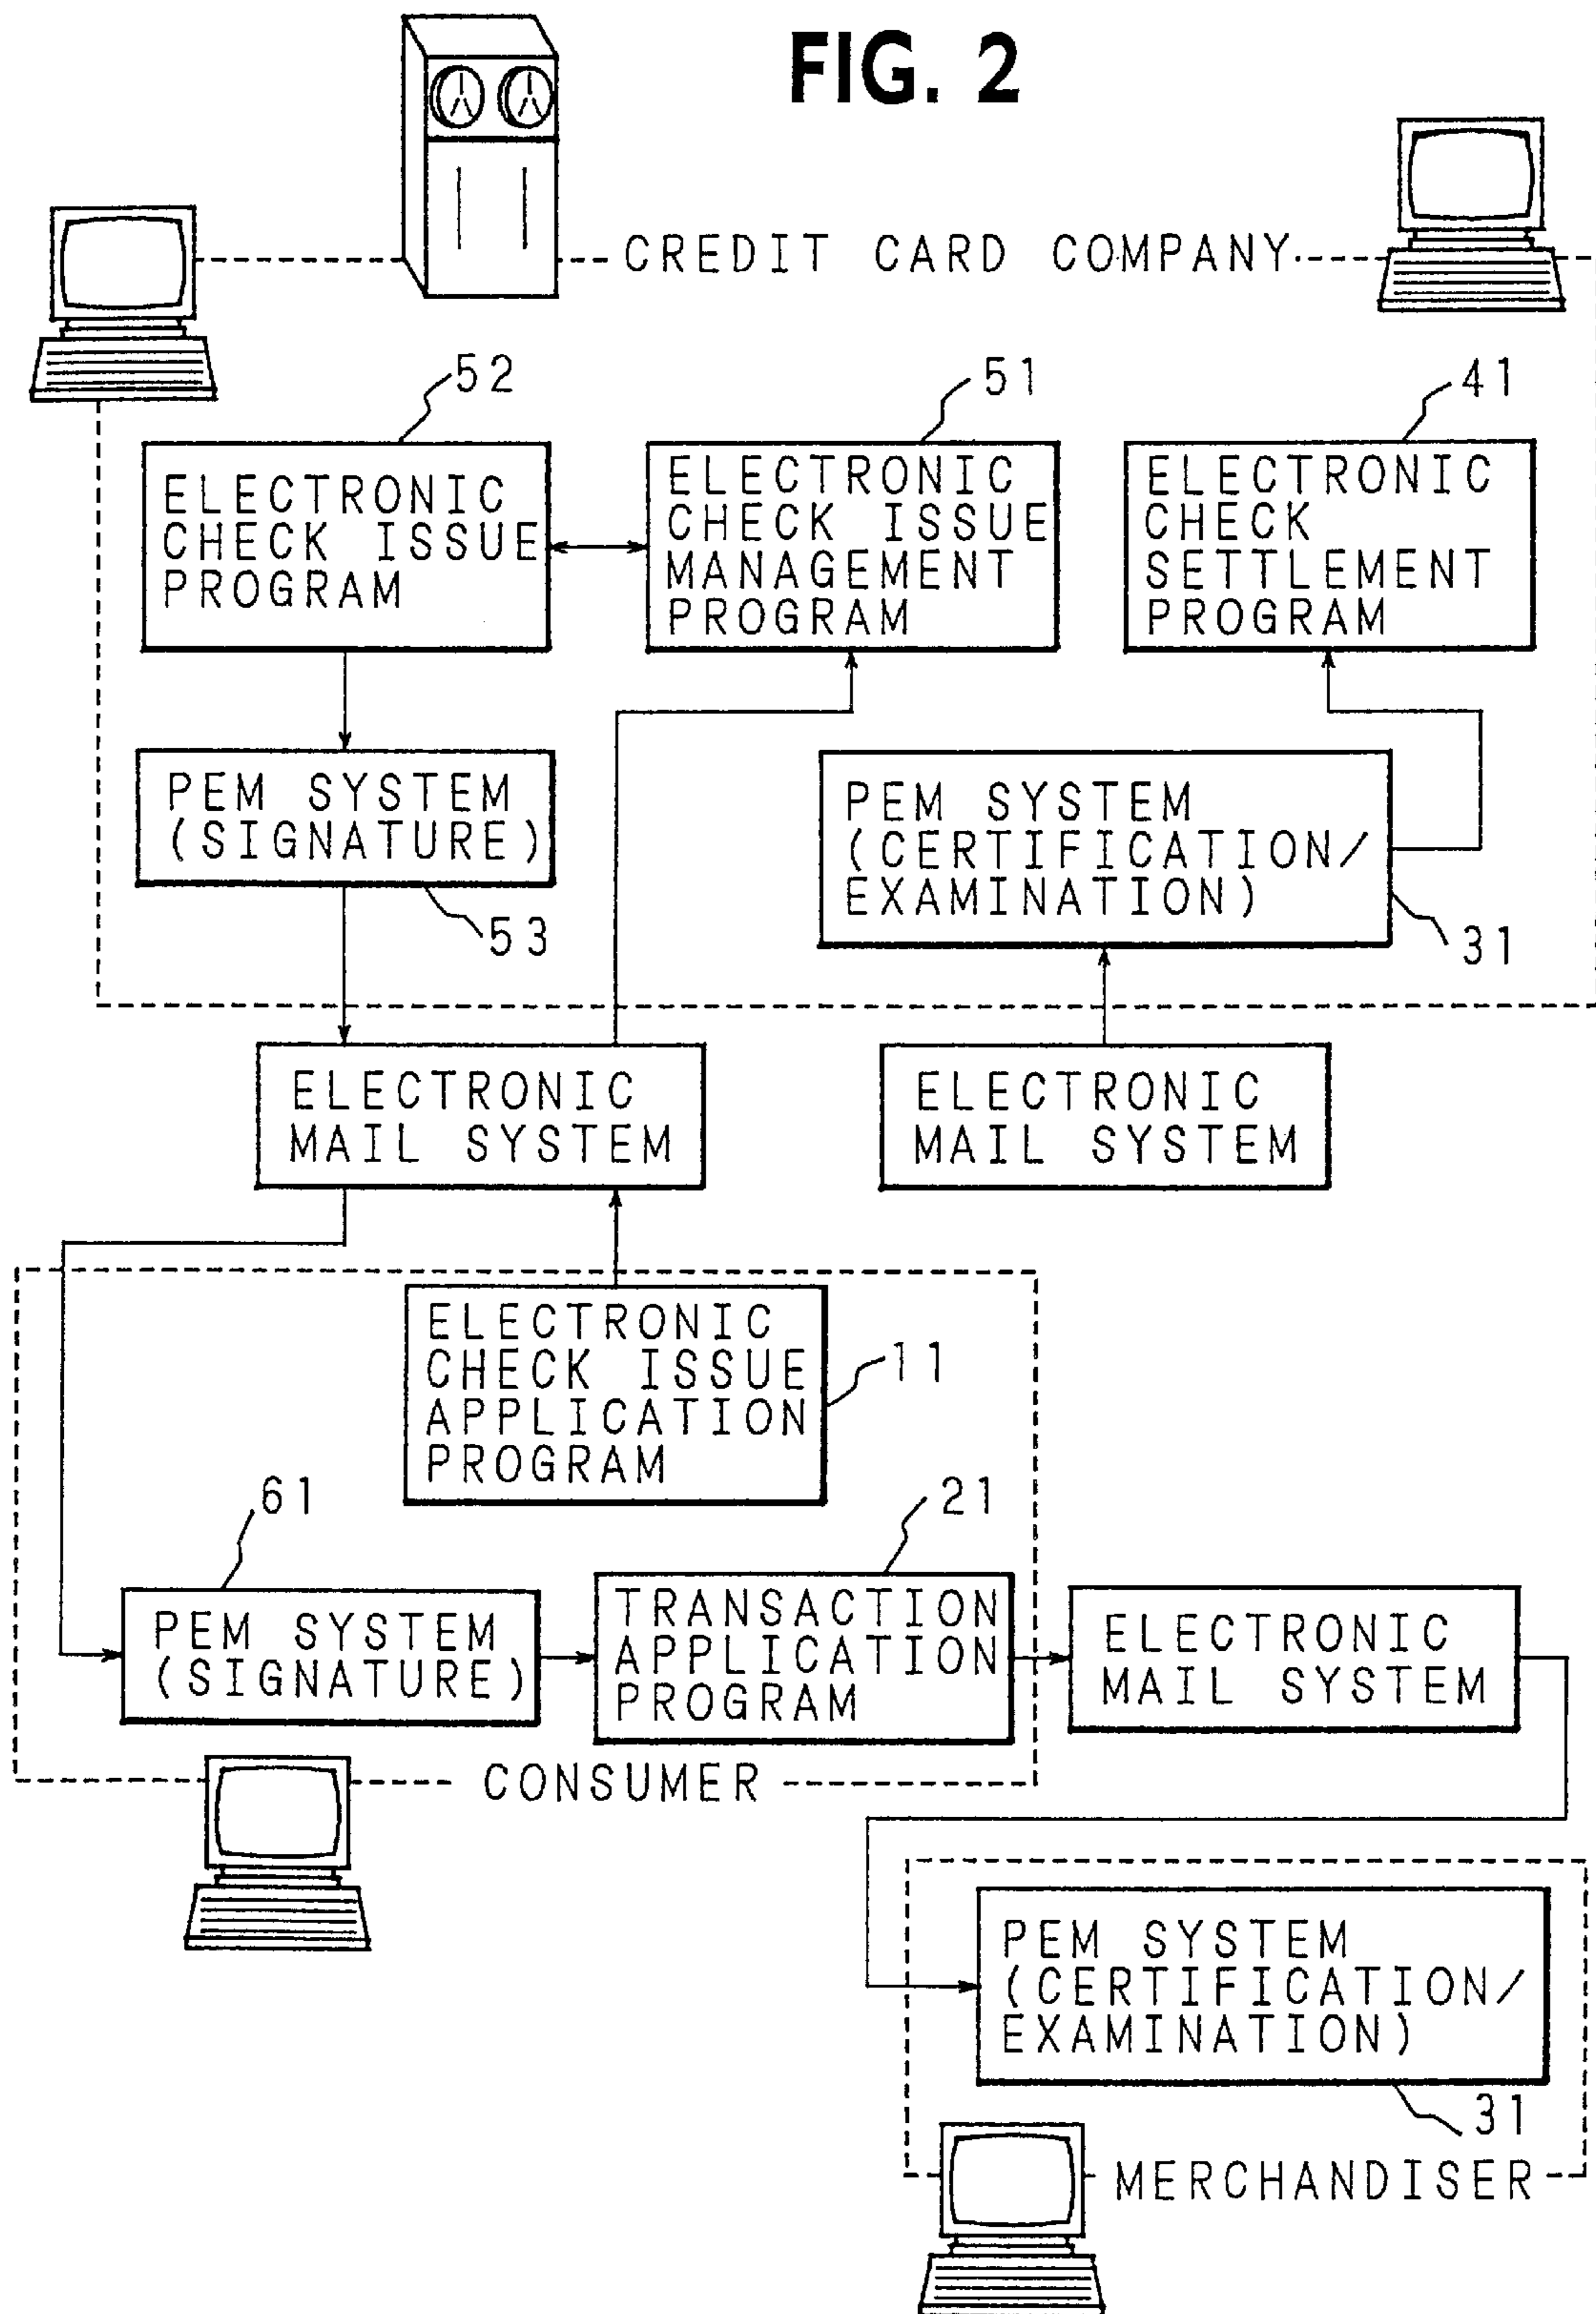 FIG. 2
CREDIT CARD COMPANY
52
51
41
ELECTRONIC
CHECK ISSUE
PROGRAM
ELECTRONIC
CHECK ISSUE
MANAGEMENT
PROGRAM
ELECTRONIC
CHECK
SETTLEMENT
PROGRAM
PEM SYSTEM
(SIGNATURE)
53
PEM SYSTEM
(CERTIFICATION/
EXAMINATION)
31
ELECTRONIC
MAIL SYSTEM
ELECTRONIC
MAIL SYSTEM
ELECTRONIC
CHECK ISSUE
APPLICATION
PROGRAM
11
61
21
PEM SYSTEM
(SIGNATURE)
TRANSACTION
APPLICATION
PROGRAM
ELECTRONIC
MAIL SYSTEM
CONSUMER
PEM SYSTEM
(CERTIFICATION/
EXAMINATION)
31
MERCHANDISER